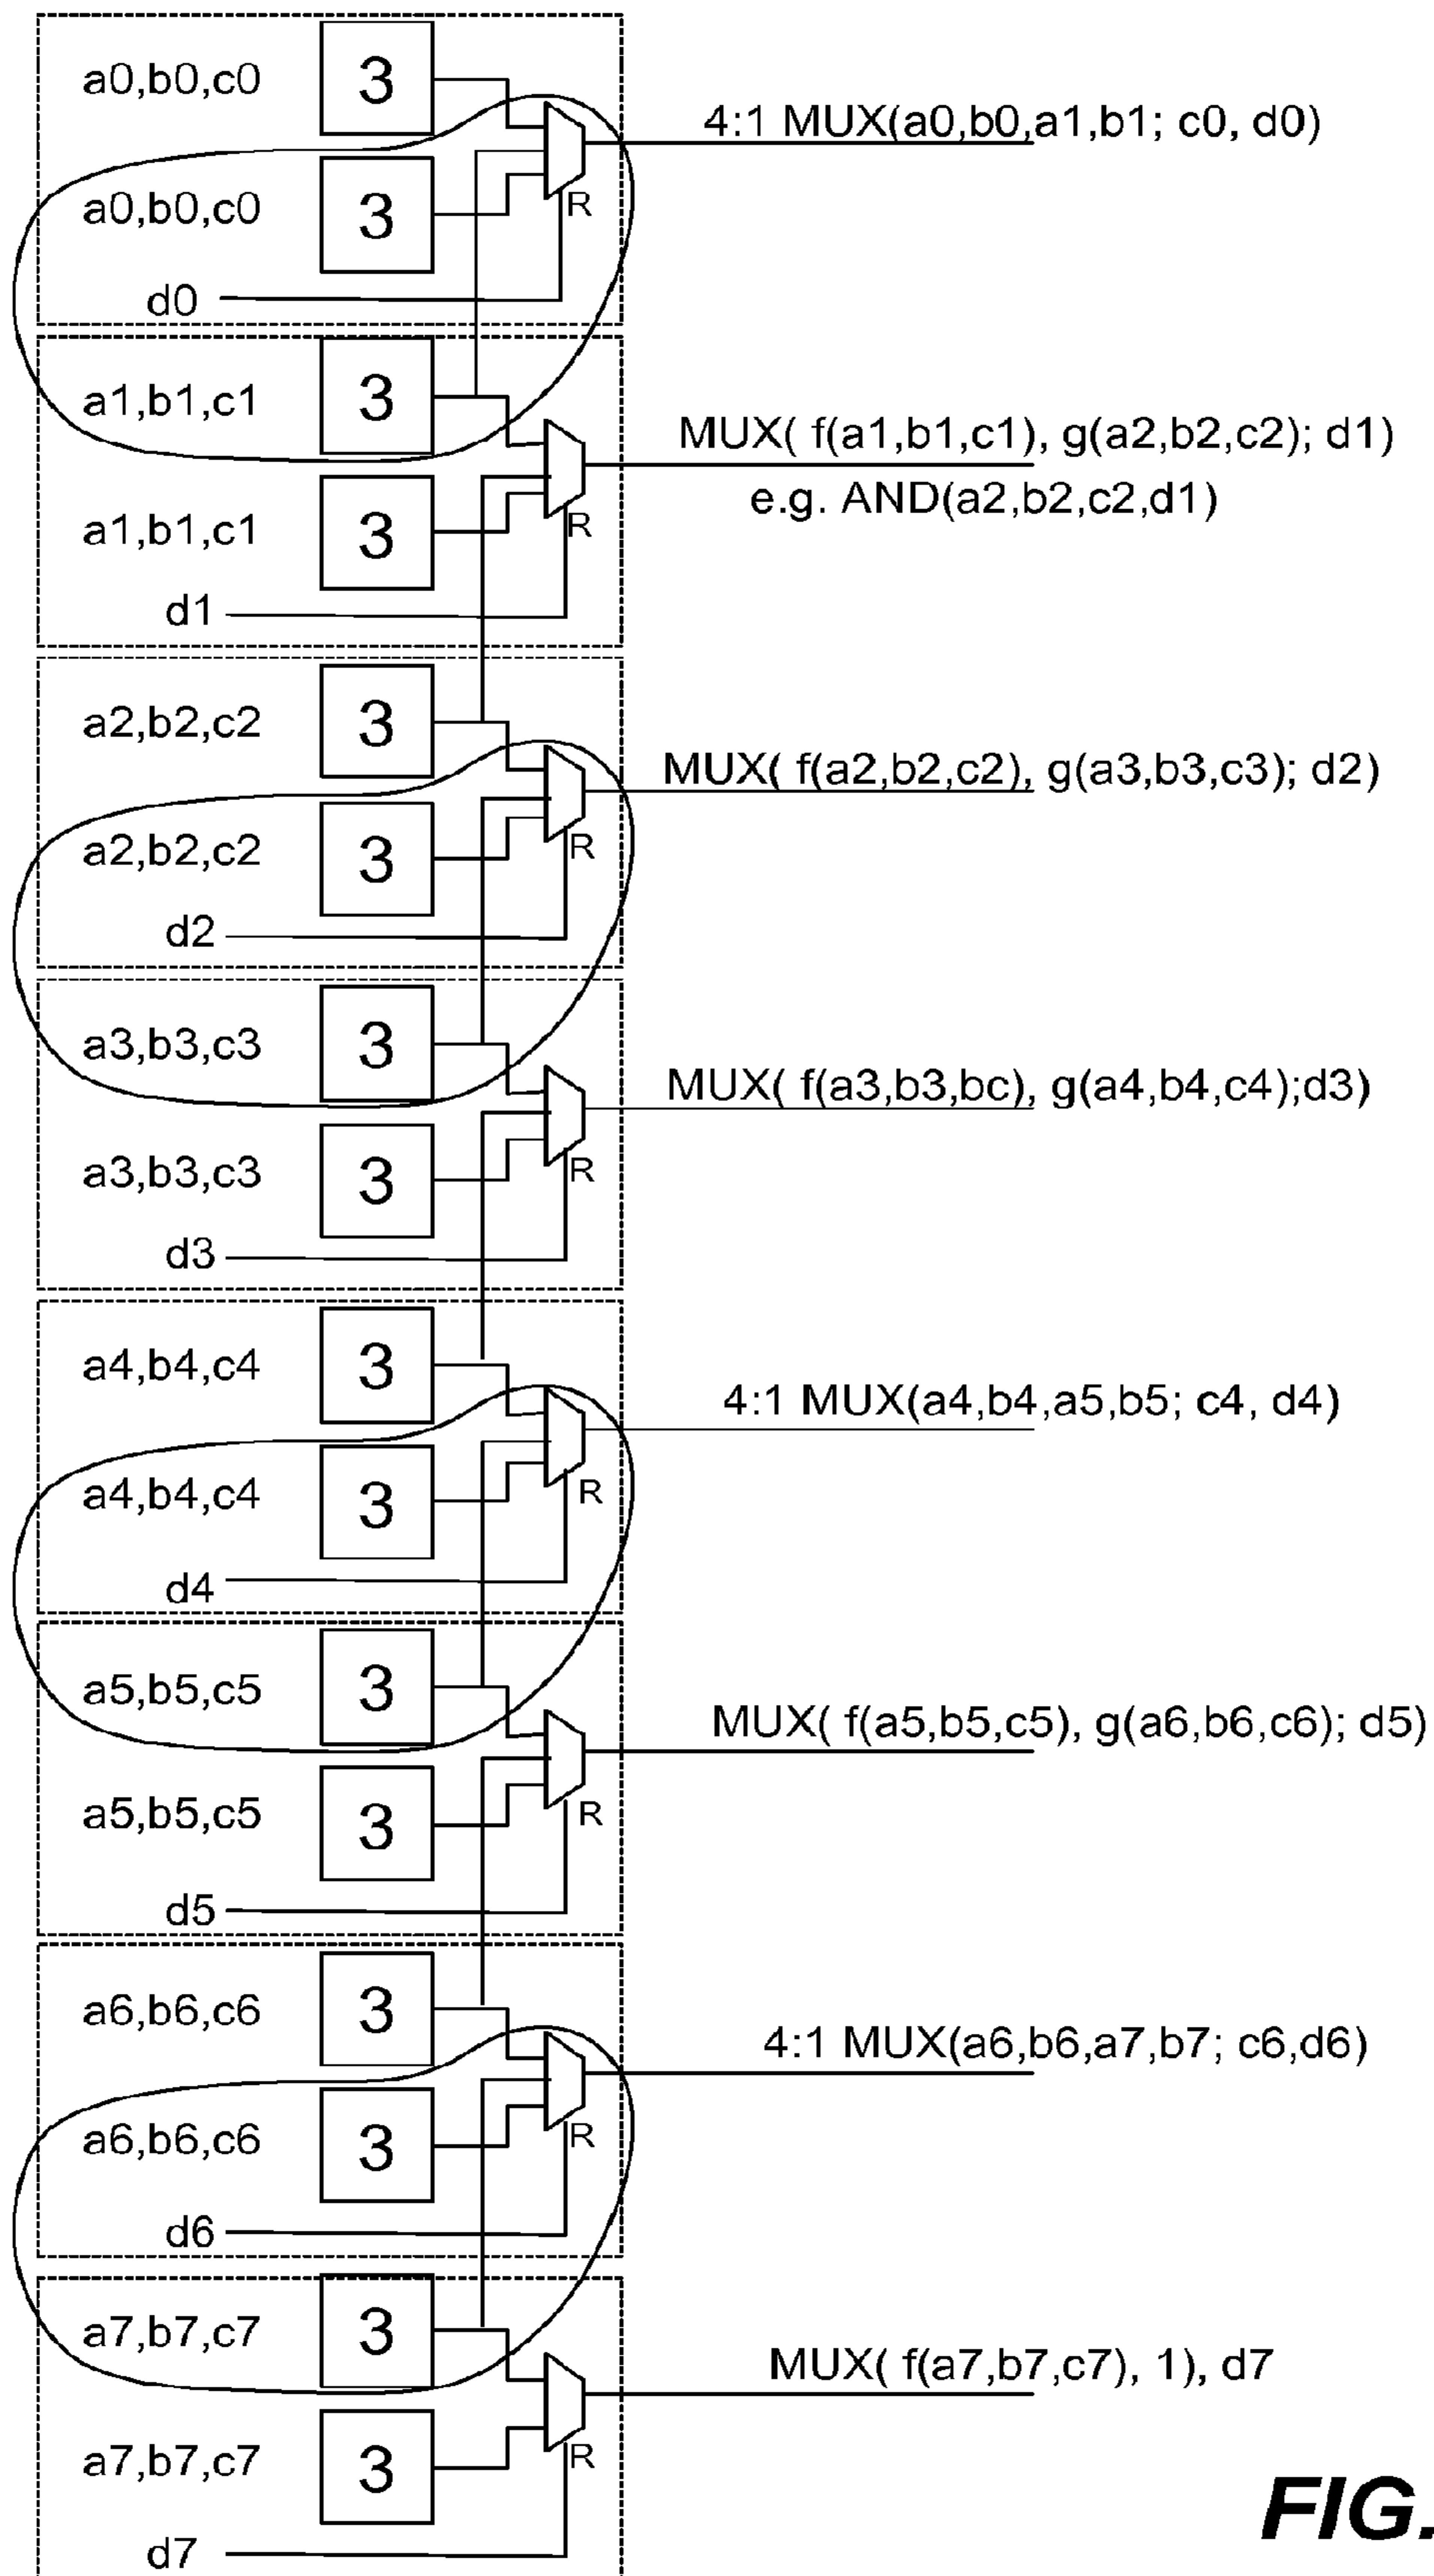 a0,b0,c0 3
4:1 MUX(a0,b0,a1,b1; c0, d0)
a0,b0,c0 3 R
d0
a1,b1,c1 3
MUX( f(a1,b1,c1), g(a2,b2,c2); d1)
e.g. AND(a2,b2,c2,d1)
a1,b1,c1 3 R
d1
a2,b2,c2 3
MUX( f(a2,b2,c2), g(a3,b3,c3); d2)
a2,b2,c2 3 R
d2
a3,b3,c3 3
MUX( f(a3,b3,bc), g(a4,b4,c4);d3)
a3,b3,c3 3 R
d3
a4,b4,c4 3
4:1 MUX(a4,b4,a5,b5; c4, d4)
a4,b4,c4 3 R
d4
a5,b5,c5 3
MUX( f(a5,b5,c5), g(a6,b6,c6); d5)
a5,b5,c5 3 R
d5
a6,b6,c6 3
4:1 MUX(a6,b6,a7,b7; c6,d6)
a6,b6,c6 3 R
d6
a7,b7,c7 3
MUX( f(a7,b7,c7), 1), d7
a7,b7,c7 3 R
d7
FIG.